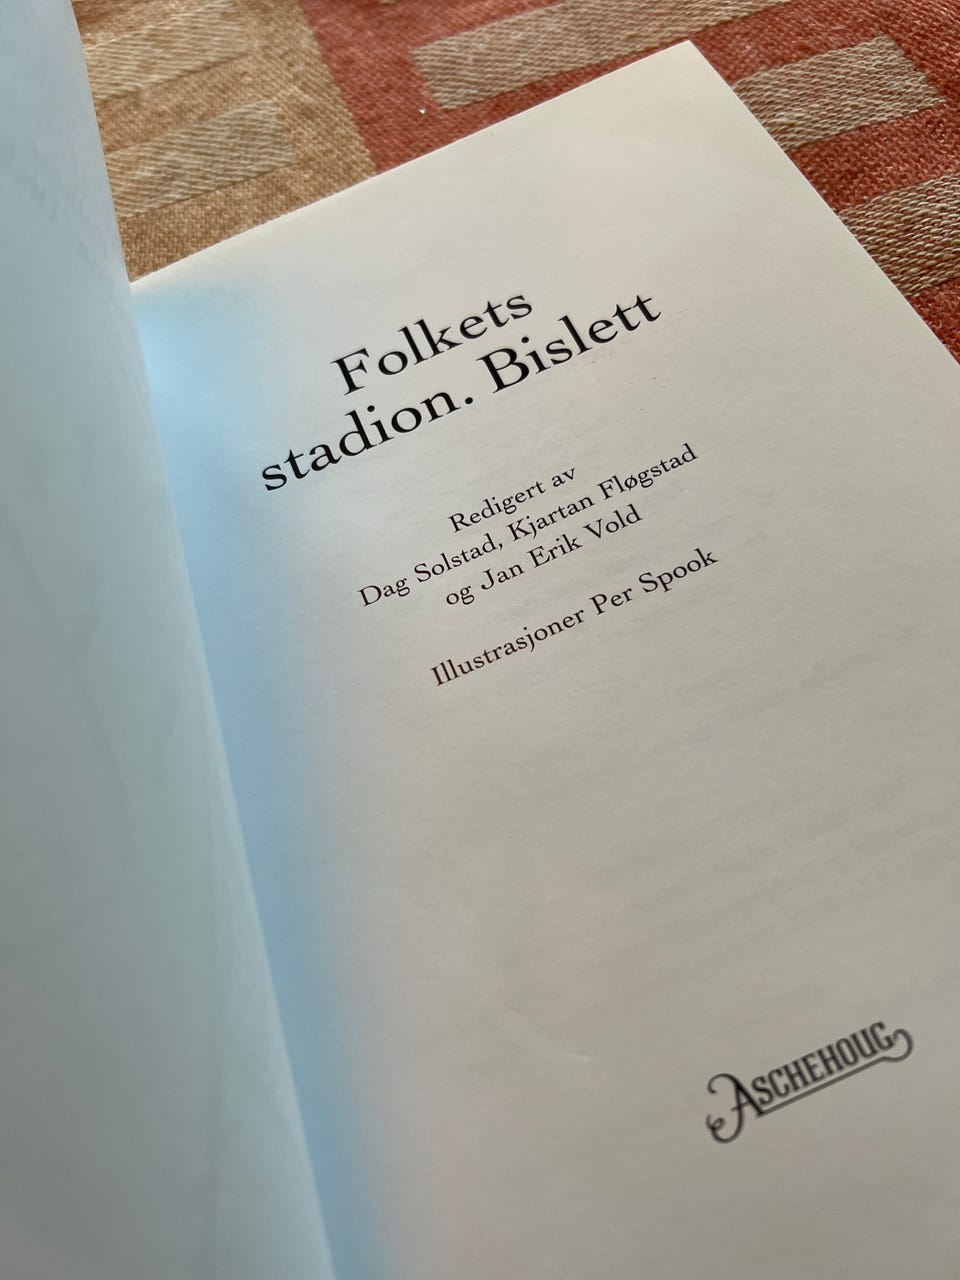 Folkets
stadion. Bislett
Redigert av
Dag Solstad, Kjartan Fløgstad
og Jan Erik Vold
Illustrasjoner Per Spook
ASCHEHOUG